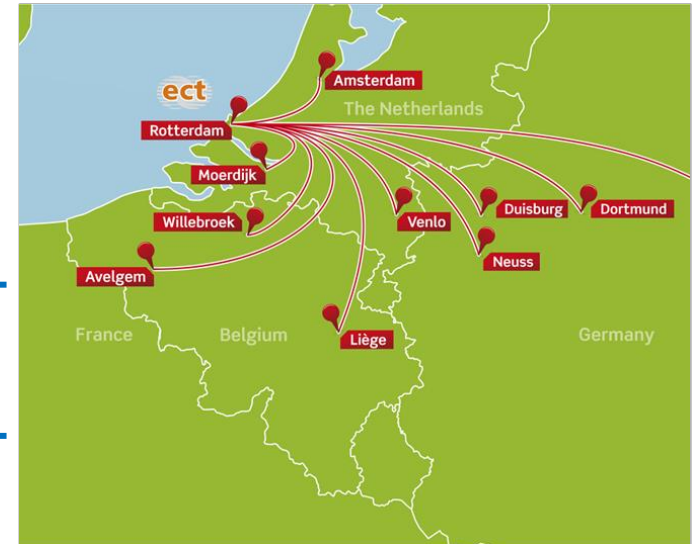 Amsterdam
ect
The Netherlands
Rotterdam
Moerdijk
Willebroek
Venlo
Duisburg
Dortmund
Neuss
Avelgem
France
Belgium
Liège
Germany